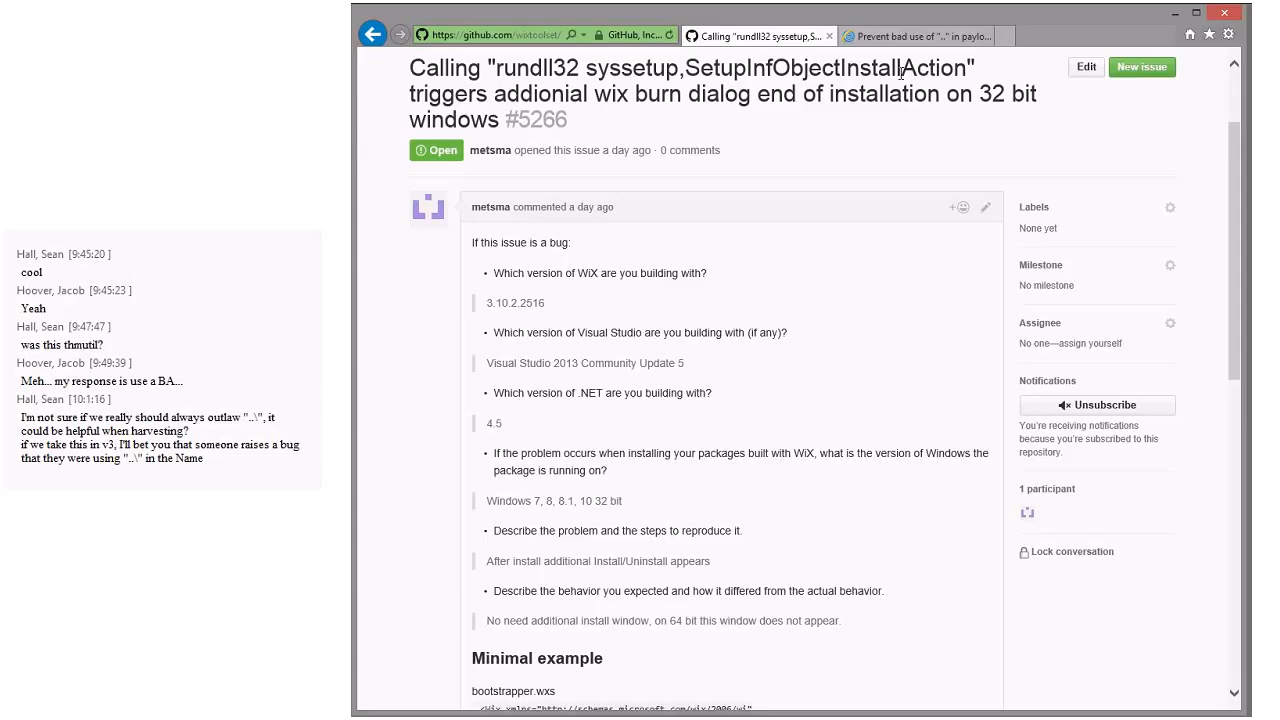 Hall, Sean [9:45:20 ]
cool
Hoover, Jacob [9:45:23 ]
Yeah
Hall, Sean [9:47:47 ]
was this thmutil?
Hoover, Jacob [9:49:39 ]
Meh... my response is use a BA...
Hall, Sean [10:1:16 ]
I'm not sure if we really should always outlaw "..\", it
could be helpful when harvesting?
if we take this in v3, I'll bet you that someone raises a bug
that they were using "..\" in the Name
https://github.com/wixtoolset/
GitHub, Inc...
Calling "rundll32 syssetup,S...
Prevent bad use of ".." in paylo...
Calling "rundll32 syssetup,SetupInfObjectInstallAction"
triggers addionial wix burn dialog end of installation on 32 bit
windows #5266
Edit
New issue
Open
metsma opened this issue a day ago · 0 comments
metsma commented a day ago
If this issue is a bug:
• Which version of WiX are you building with?
3.10.2.2516
• Which version of Visual Studio are you building with (if any)?
Visual Studio 2013 Community Update 5
• Which version of .NET are you building with?
4.5
• If the problem occurs when installing your packages built with WiX, what is the version of Windows the
package is running on?
Windows 7, 8, 8.1, 10 32 bit
• Describe the problem and the steps to reproduce it.
After install additional Install/Uninstall appears
• Describe the behavior you expected and how it differed from the actual behavior.
No need additional install window, on 64 bit this window does not appear.
Minimal example
bootstrapper.wxs
<Wix xmlns="http://schemas.microsoft.com/wix/2006/wi"
Labels
None yet
Milestone
No milestone
Assignee
No one—assign yourself
Notifications
Unsubscribe
You're receiving notifications
because you're subscribed to this
repository.
1 participant
Lock conversation